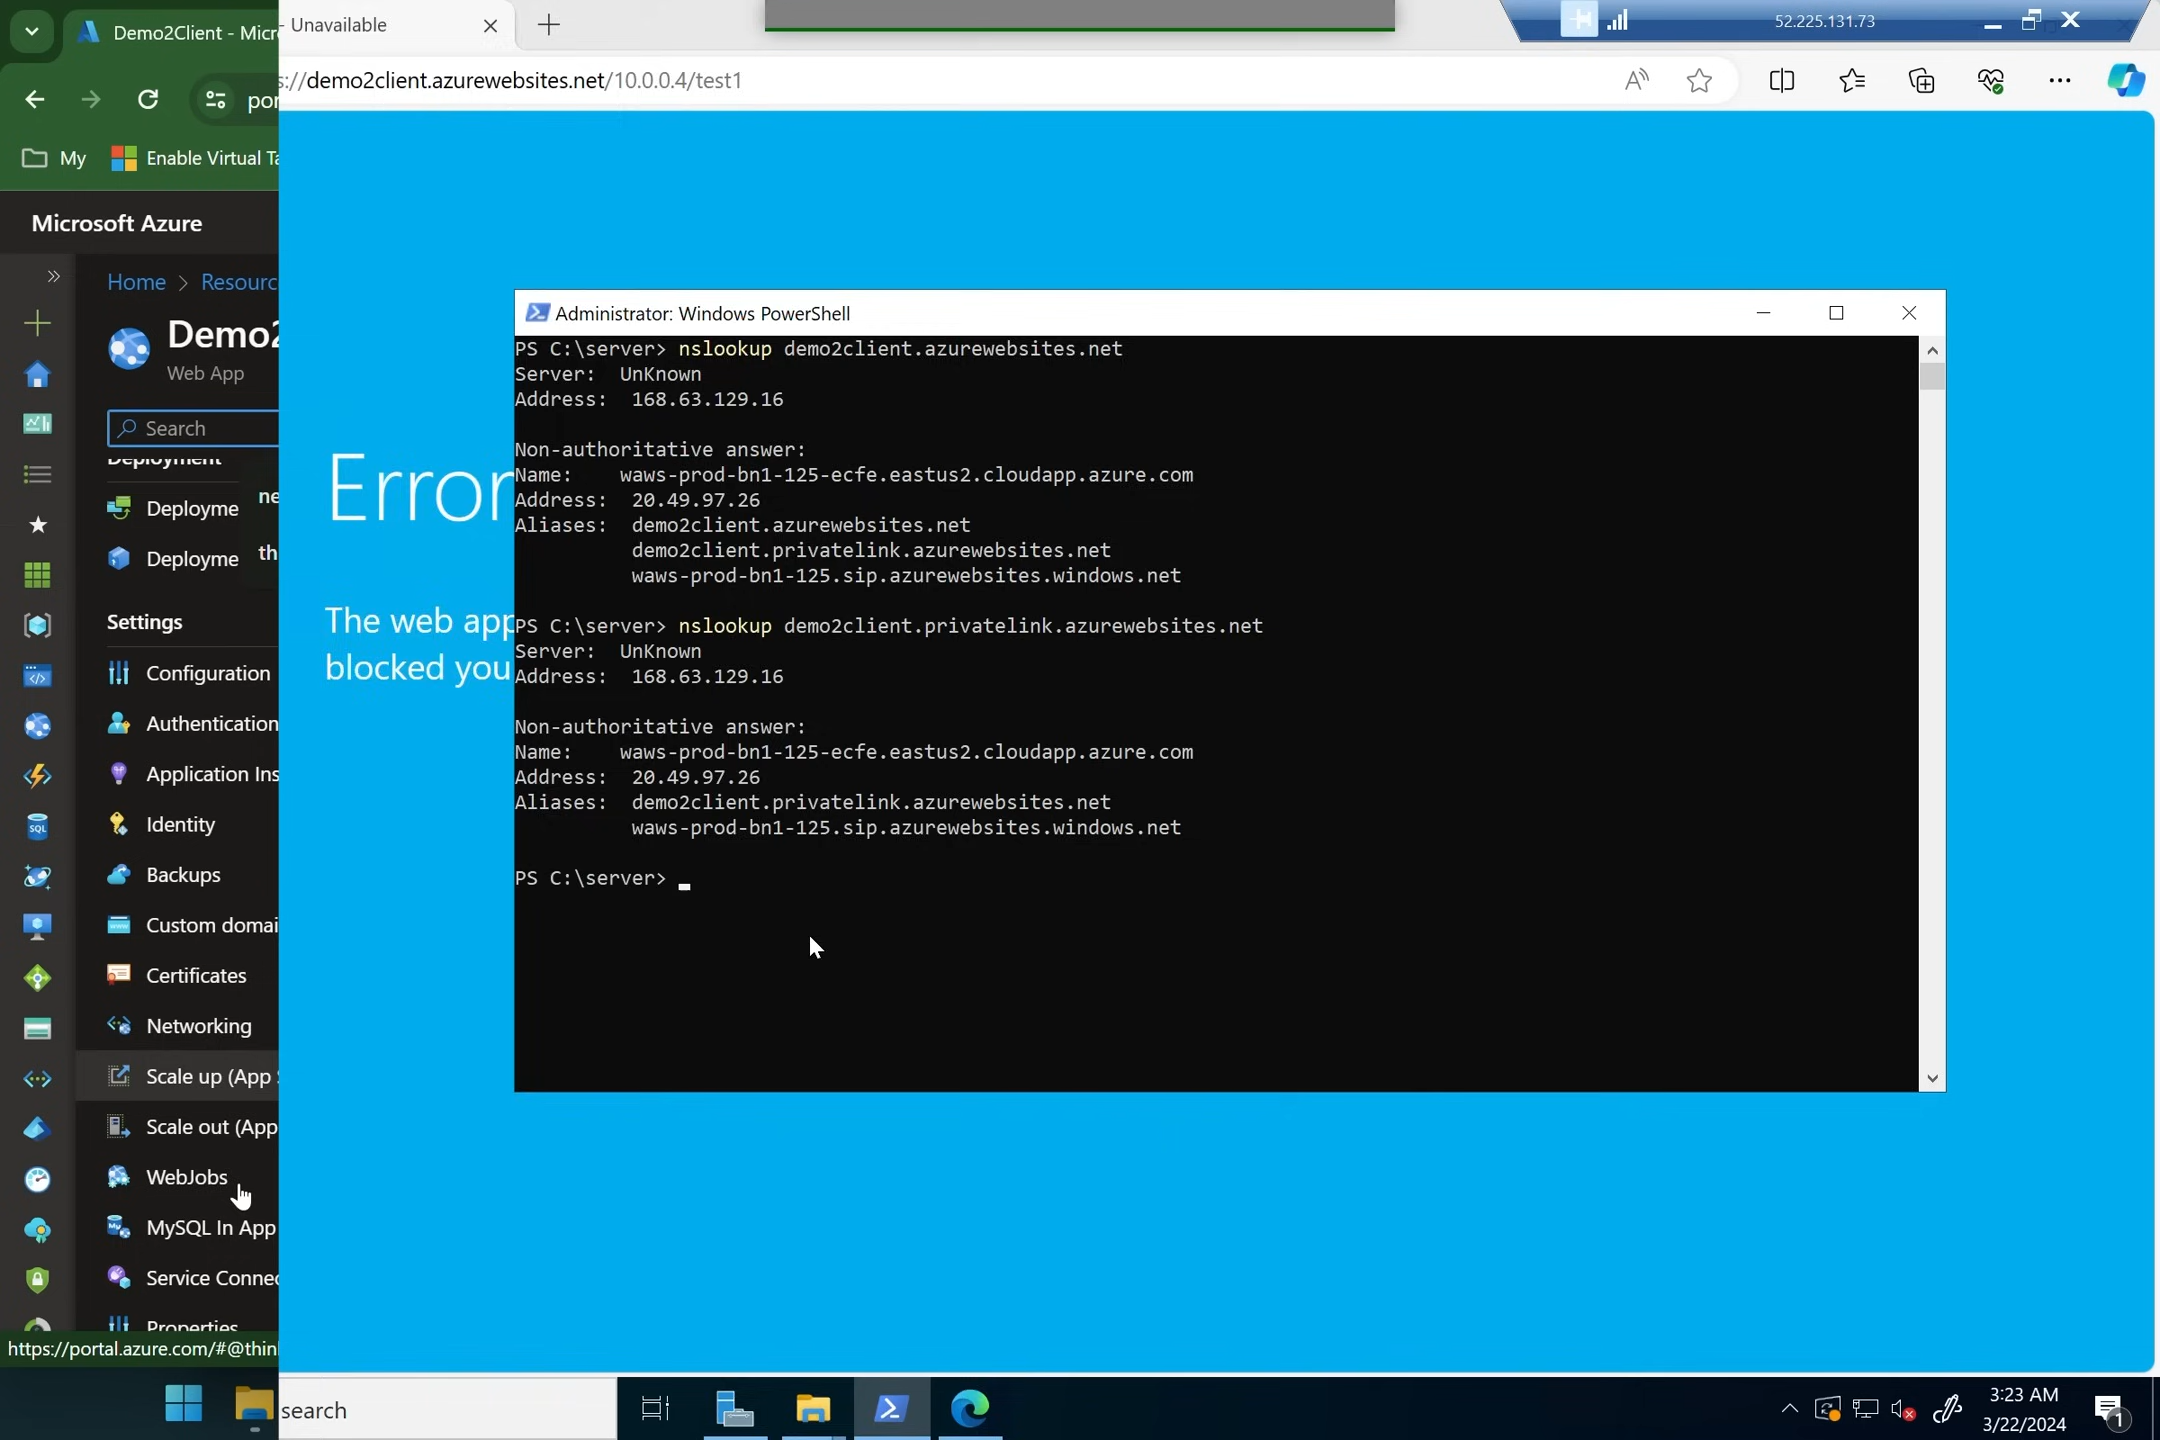 Demo2Client - Micro
Unavailable
52.225.131.73
por
://demo2client.azurewebsites.net/10.0.0.4/test1
My
Enable Virtual Ta
Microsoft Azure
Home > Resourc
Demo2
Web App
Search
Deployment
Deployme
ne
Deployme
th
Settings
Configuration
Authentication
Application Ins
Identity
Backups
Custom domai
Certificates
Networking
Scale up (App S
Scale out (App
WebJobs
MySQL In App
Service Connec
Properties
https://portal.azure.com/#@thin
Error
The web app
blocked you
Administrator: Windows PowerShell
PS C:\server> nslookup demo2client.azurewebsites.net
Server: UnKnown
Address: 168.63.129.16
Non-authoritative answer:
Name: waws-prod-bn1-125-ecfe.eastus2.cloudapp.azure.com
Address: 20.49.97.26
Aliases: demo2client.azurewebsites.net
demo2client.privatelink.azurewebsites.net
waws-prod-bn1-125.sip.azurewebsites.windows.net
PS C:\server> nslookup demo2client.privatelink.azurewebsites.net
Server: UnKnown
Address: 168.63.129.16
Non-authoritative answer:
Name: waws-prod-bn1-125-ecfe.eastus2.cloudapp.azure.com
Address: 20.49.97.26
Aliases: demo2client.privatelink.azurewebsites.net
waws-prod-bn1-125.sip.azurewebsites.windows.net
PS C:\server>
search
3:23 AM
3/22/2024
1